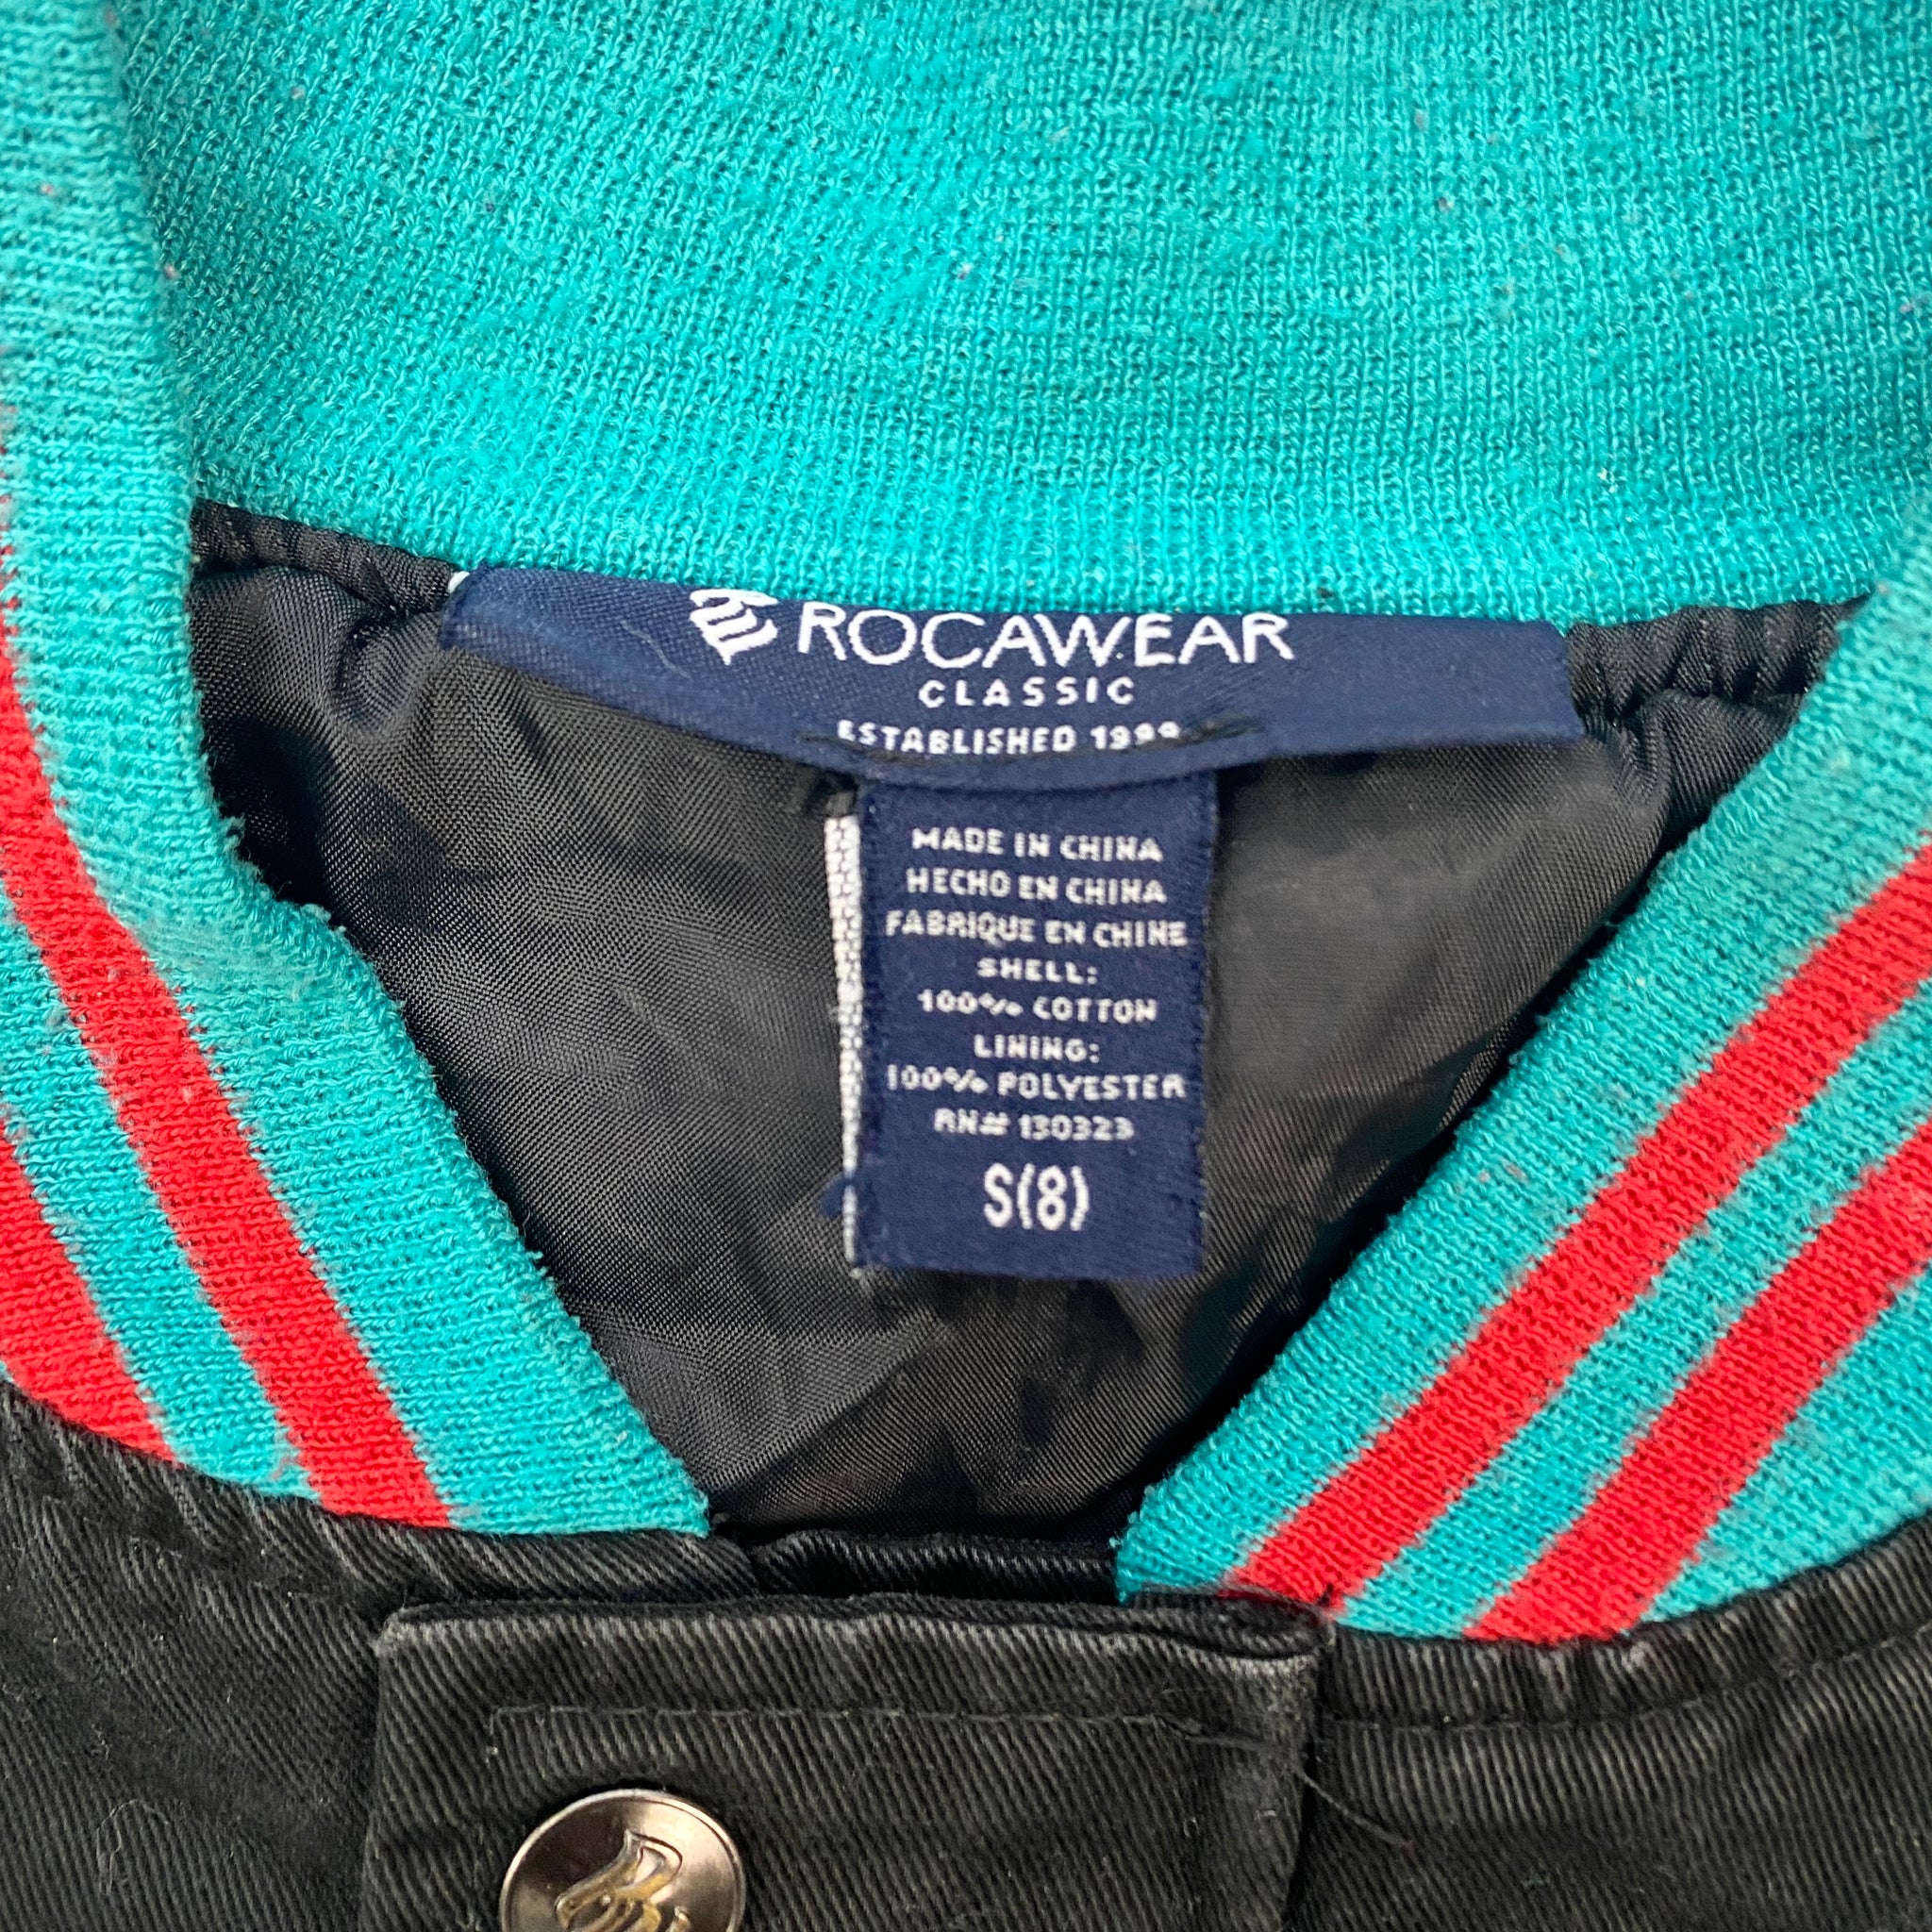 ROCAWEAR
CLASSIC
ESTABLISHED 1999
MADE IN CHINA
HECHO EN CHINA
FABRIQUE EN CHINE
SHELL:
100% COTTON
LINING:
100% POLYESTER
RN# 130323
S(8)
R